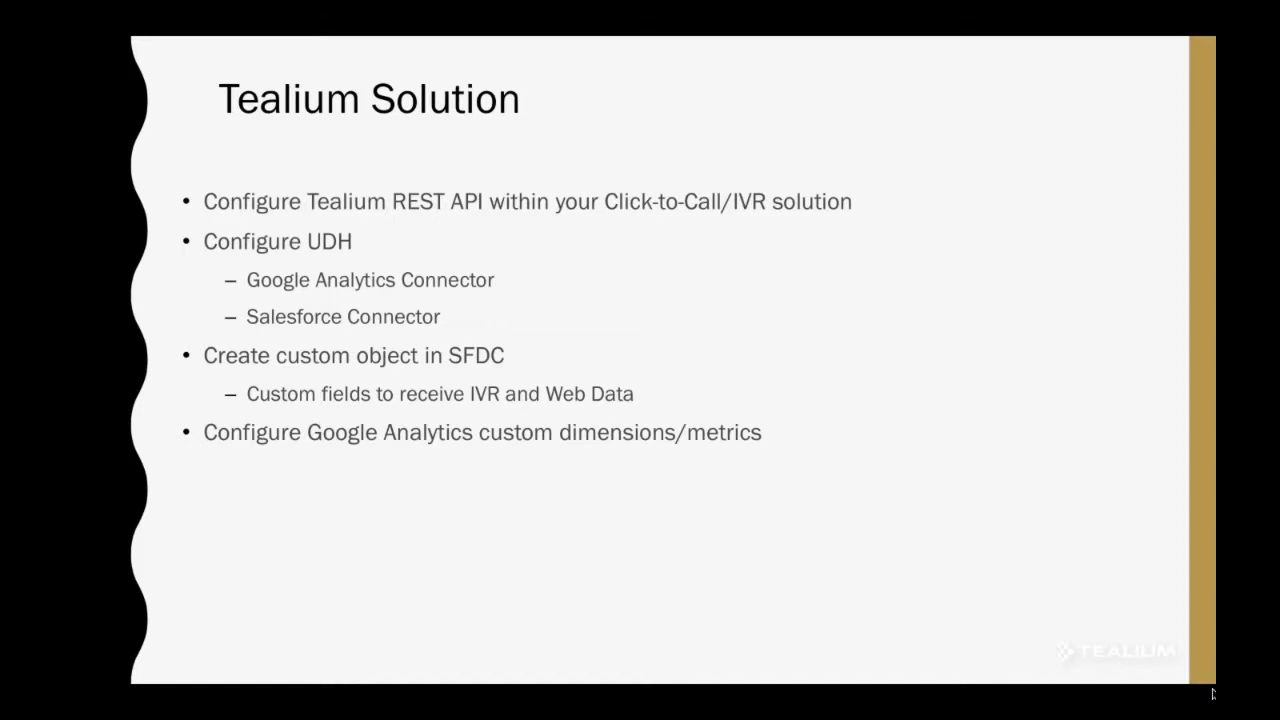 Tealium Solution
• Configure Tealium REST API within your Click-to-Call/IVR solution
• Configure UDH
– Google Analytics Connector
– Salesforce Connector
• Create custom object in SFDC
– Custom fields to receive IVR and Web Data
• Configure Google Analytics custom dimensions/metrics
TEALIUM